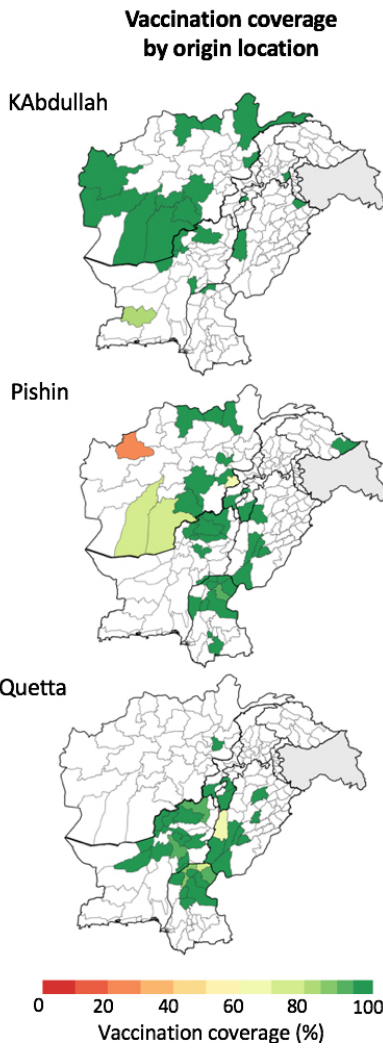 Vaccination coverage
by origin location
KAbdullah
Pishin
Quetta
0 20 40 60 80 100
Vaccination coverage (%)